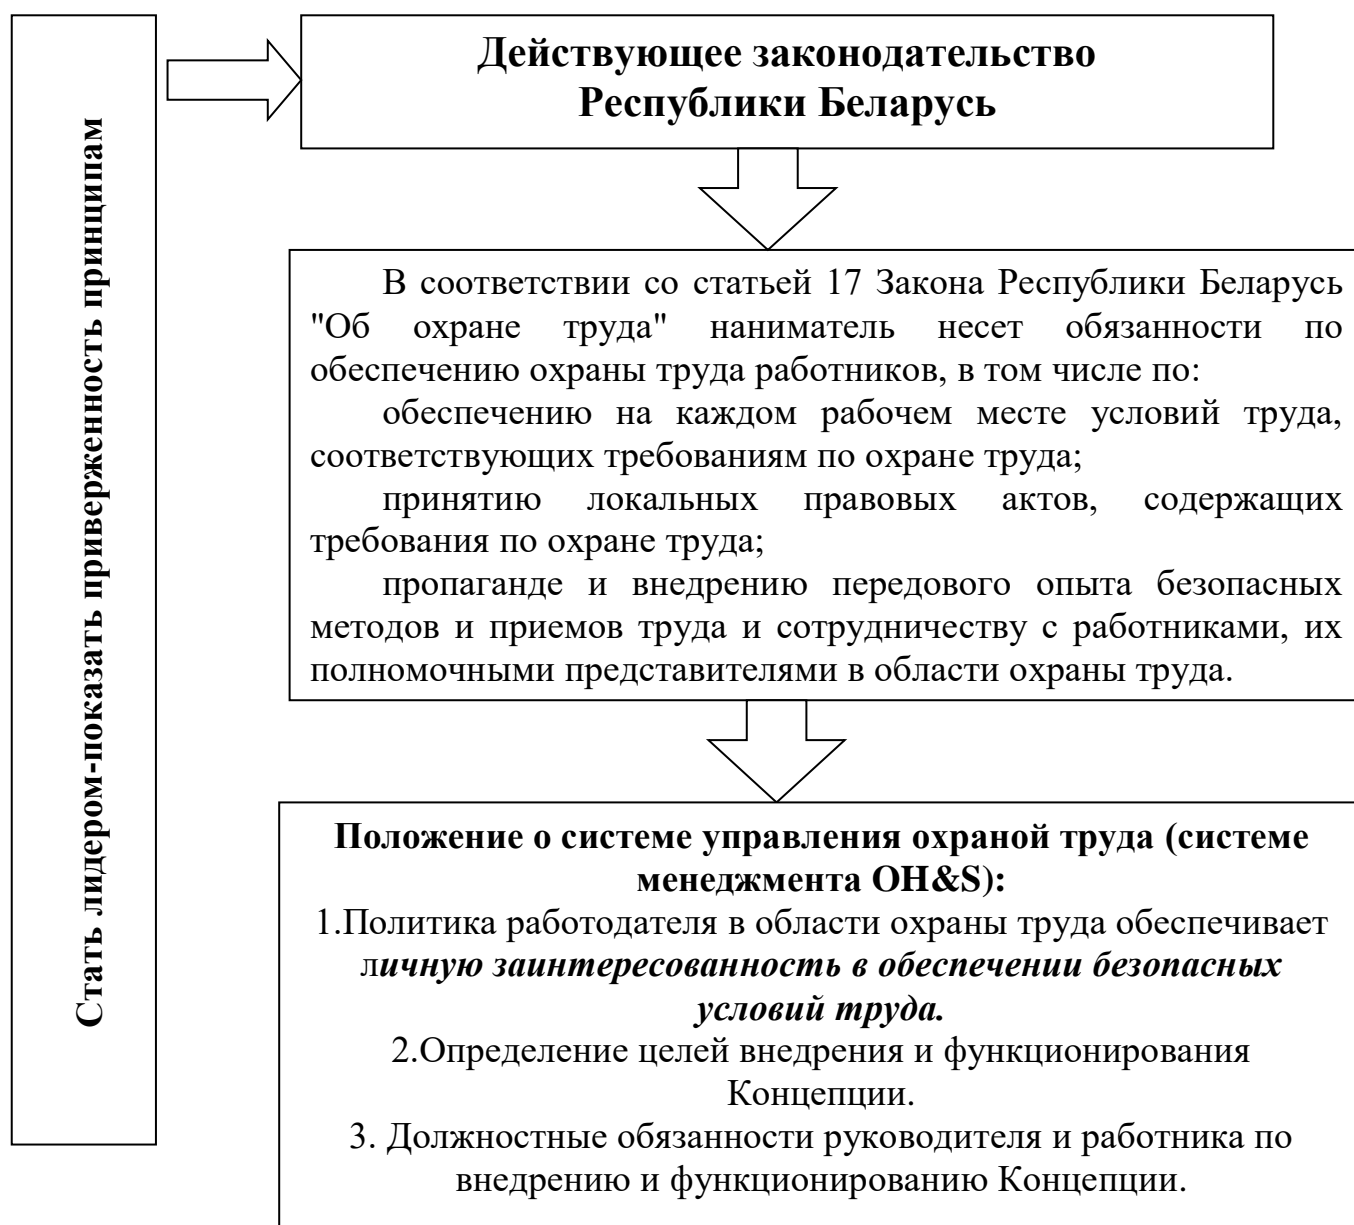 Стать лидером-показать приверженность принципам
Действующее законодательство
Республики Беларусь
В соответствии со статьей 17 Закона Республики Беларусь
"Об охране труда" наниматель несет обязанности по
обеспечению охраны труда работников, в том числе по:
обеспечению на каждом рабочем месте условий труда,
соответствующих требованиям по охране труда;
принятию локальных правовых актов, содержащих
требования по охране труда;
пропаганде и внедрению передового опыта безопасных
методов и приемов труда и сотрудничеству с работниками, их
полномочными представителями в области охраны труда.
Положение о системе управления охраной труда (системе
менеджмента OH&S):
1.Политика работодателя в области охраны труда обеспечивает
личную заинтересованность в обеспечении безопасных
условий труда.
2.Определение целей внедрения и функционирования
Концепции.
3. Должностные обязанности руководителя и работника по
внедрению и функционированию Концепции.